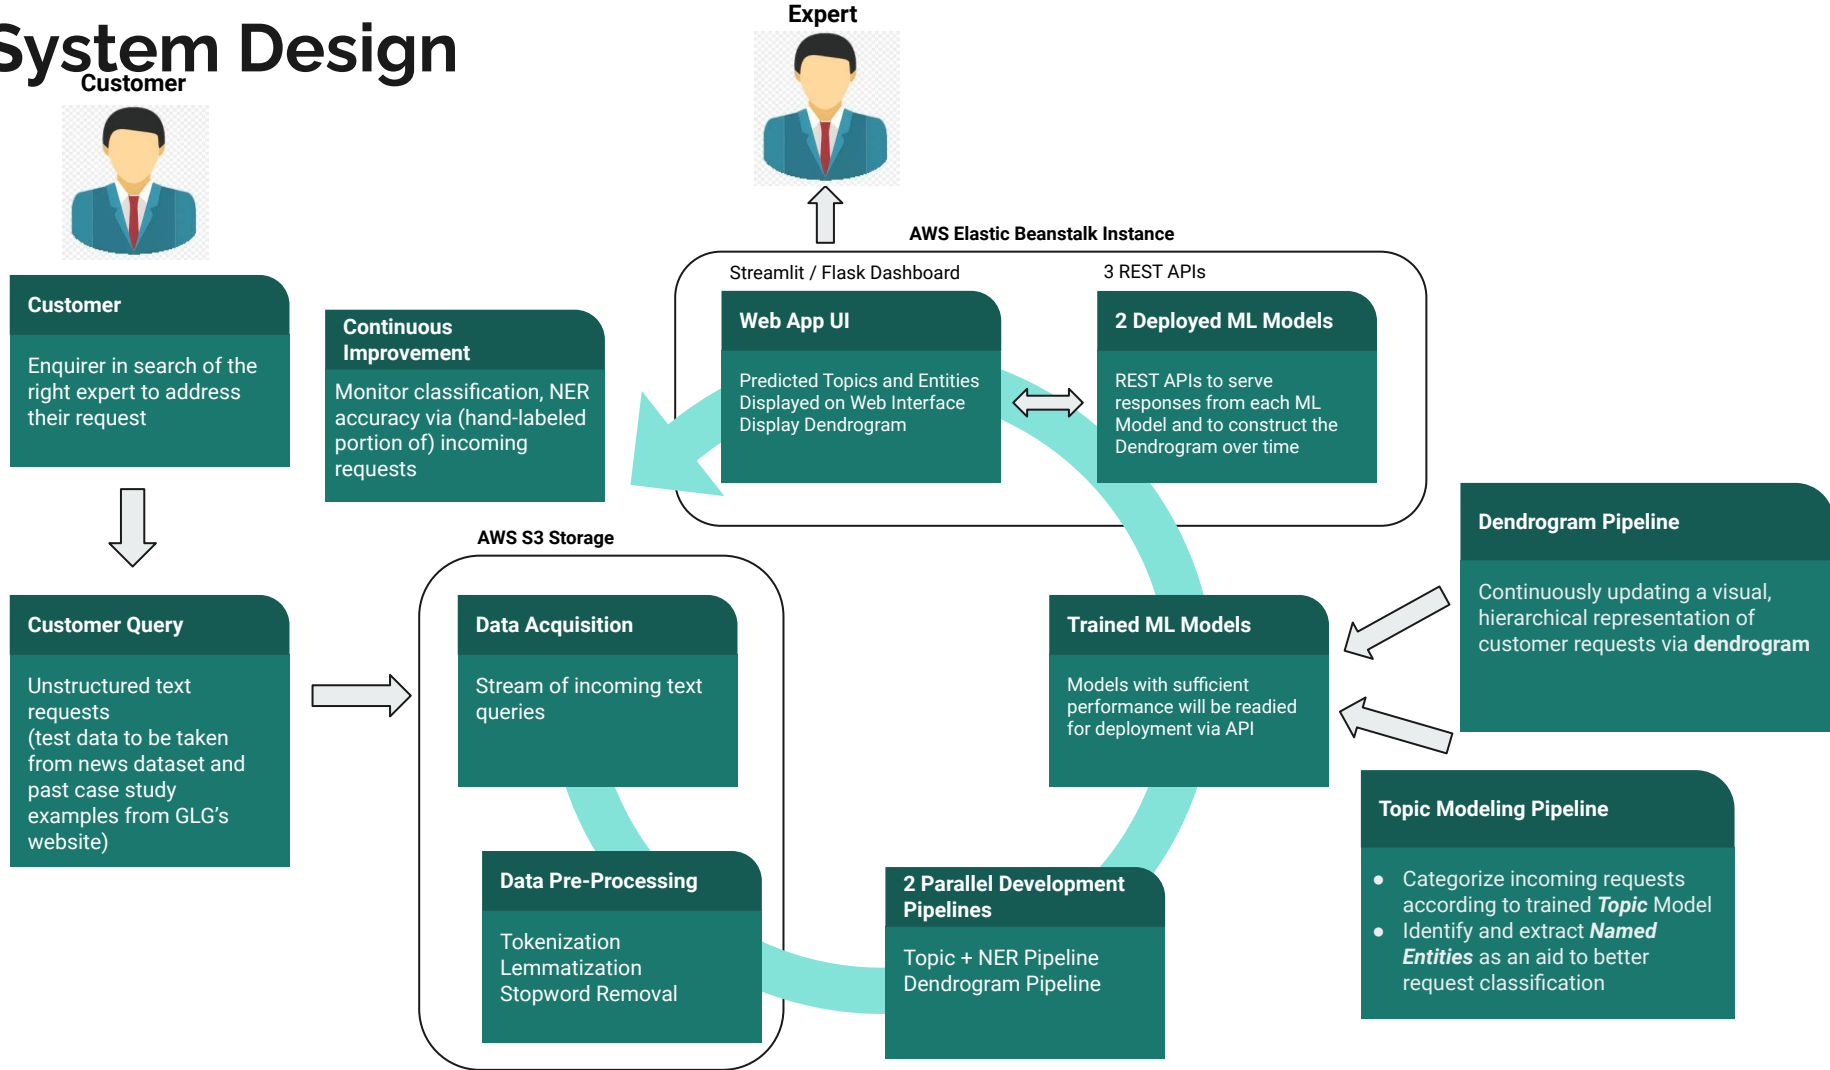 System Design
Customer
Expert
Customer
Enquirer in search of the
right expert to address
their request
Continuous
Improvement
Monitor classification, NER
accuracy via (hand-labeled
portion of) incoming
requests
AWS Elastic Beanstalk Instance
Streamlit / Flask Dashboard
Web App UI
Predicted Topics and Entities
Displayed on Web Interface
Display Dendrogram
3 REST APIs
2 Deployed ML Models
REST APIs to serve
responses from each ML
Model and to construct the
Dendrogram over time
Customer Query
Unstructured text
requests
(test data to be taken
from news dataset and
past case study
examples from GLG’s
website)
AWS S3 Storage
Data Acquisition
Stream of incoming text
queries
Data Pre-Processing
Tokenization
Lemmatization
Stopword Removal
2 Parallel Development
Pipelines
Topic + NER Pipeline
Dendrogram Pipeline
Trained ML Models
Models with sufficient
performance will be readied
for deployment via API
Dendrogram Pipeline
Continuously updating a visual,
hierarchical representation of
customer requests via dendrogram
Topic Modeling Pipeline
● Categorize incoming requests
according to trained Topic Model
● Identify and extract Named
Entities as an aid to better
request classification